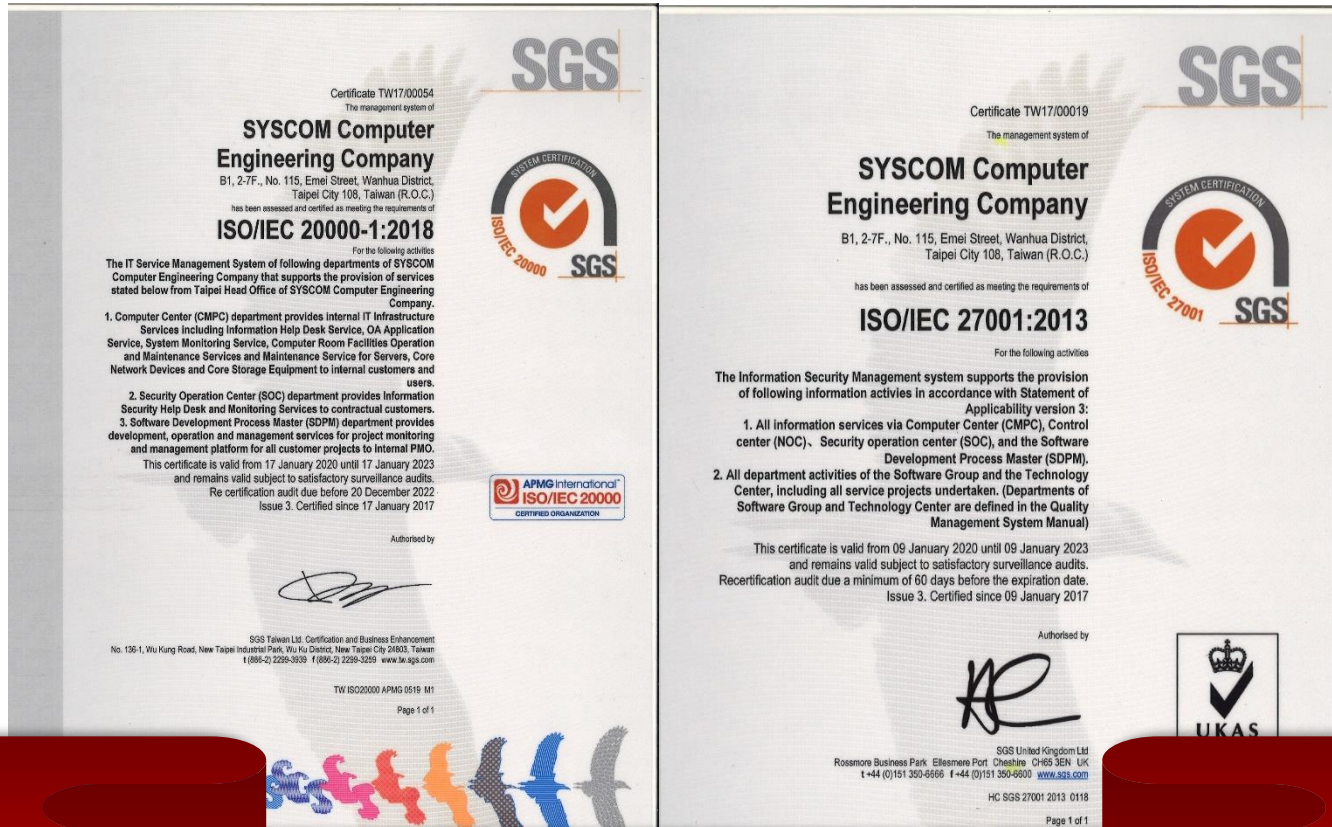 SGS
Certificate TW17/00054
The management system of
SYSCOM Computer
Engineering Company
B1, 2-7F., No. 115, Emei Street, Wanhua District,
Taipei City 108, Taiwan (R.O.C.)
has been assessed and certified as meeting the requirements of
ISO/IEC 20000-1:2018
For the following activities
The IT Service Management System of following departments of SYSCOM
Computer Engineering Company that supports the provision of services
stated below from Taipei Head Office of SYSCOM Computer Engineering
Company.
1. Computer Center (CMPC) department provides internal IT Infrastructure
Services including Information Help Desk Service, OA Application
Service, System Monitoring Service, Computer Room Facilities Operation
and Maintenance Services and Maintenance Service for Servers, Core
Network Devices and Core Storage Equipment to internal customers and
users.
2. Security Operation Center (SOC) department provides Information
Security Help Desk and Monitoring Services to contractual customers.
3. Software Development Process Master (SDPM) department provides
development, operation and management services for project monitoring
and management platform for all customer projects to internal PMO.
This certificate is valid from 17 January 2020 until 17 January 2023
and remains valid subject to satisfactory surveillance audits.
Re certification audit due before 20 December 2022
Issue 3. Certified since 17 January 2017
Authorised by
SGS Taiwan Ltd. Certification and Business Enhancement
No. 136-1, Wu Kung Road, New Taipei Industrial Park, Wu Ku District, New Taipei City 24803, Taiwan
t (886-2) 2299-3939 f (886-2) 2299-3259 www.tw.sgs.com
TW ISO20000 APMG 0519 M1
Page 1 of 1
SYSTEM CERTIFICATION
ISO/IEC 20000
SGS
APMG International™
ISO/IEC 20000
CERTIFIED ORGANIZATION
SGS
Certificate TW17/00019
The management system of
SYSCOM Computer
Engineering Company
B1, 2-7F., No. 115, Emei Street, Wanhua District,
Taipei City 108, Taiwan (R.O.C.)
has been assessed and certified as meeting the requirements of
ISO/IEC 27001:2013
For the following activities
The Information Security Management system supports the provision
of following information activies in accordance with Statement of
Applicability version 3:
1. All information services via Computer Center (CMPC), Control
center (NOC)、Security operation center (SOC), and the Software
Development Process Master (SDPM).
2. All department activities of the Software Group and the Technology
Center, including all service projects undertaken. (Departments of
Software Group and Technology Center are defined in the Quality
Management System Manual)
This certificate is valid from 09 January 2020 until 09 January 2023
and remains valid subject to satisfactory surveillance audits.
Recertification audit due a minimum of 60 days before the expiration date.
Issue 3. Certified since 09 January 2017
Authorised by
SGS United Kingdom Ltd
Rossmore Business Park Ellesmere Port Cheshire CH65 3EN UK
t +44 (0)151 350-6666 f +44 (0)151 350-6600 www.sgs.com
HC SGS 27001 2013 0118
Page 1 of 1
SYSTEM CERTIFICATION
ISO/IEC 27001
SGS
UKAS